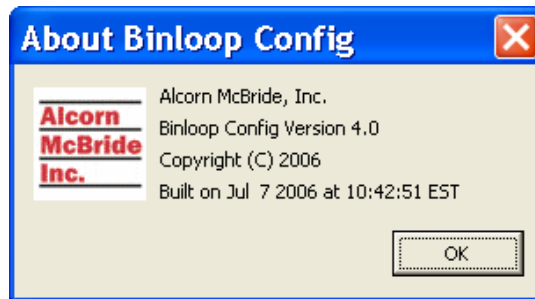 About Binloop Config
Alcorn
McBride
Inc.
Alcorn McBride, Inc.
Binloop Config Version 4.0
Copyright (C) 2006
Built on Jul  7 2006 at 10:42:51 EST
OK